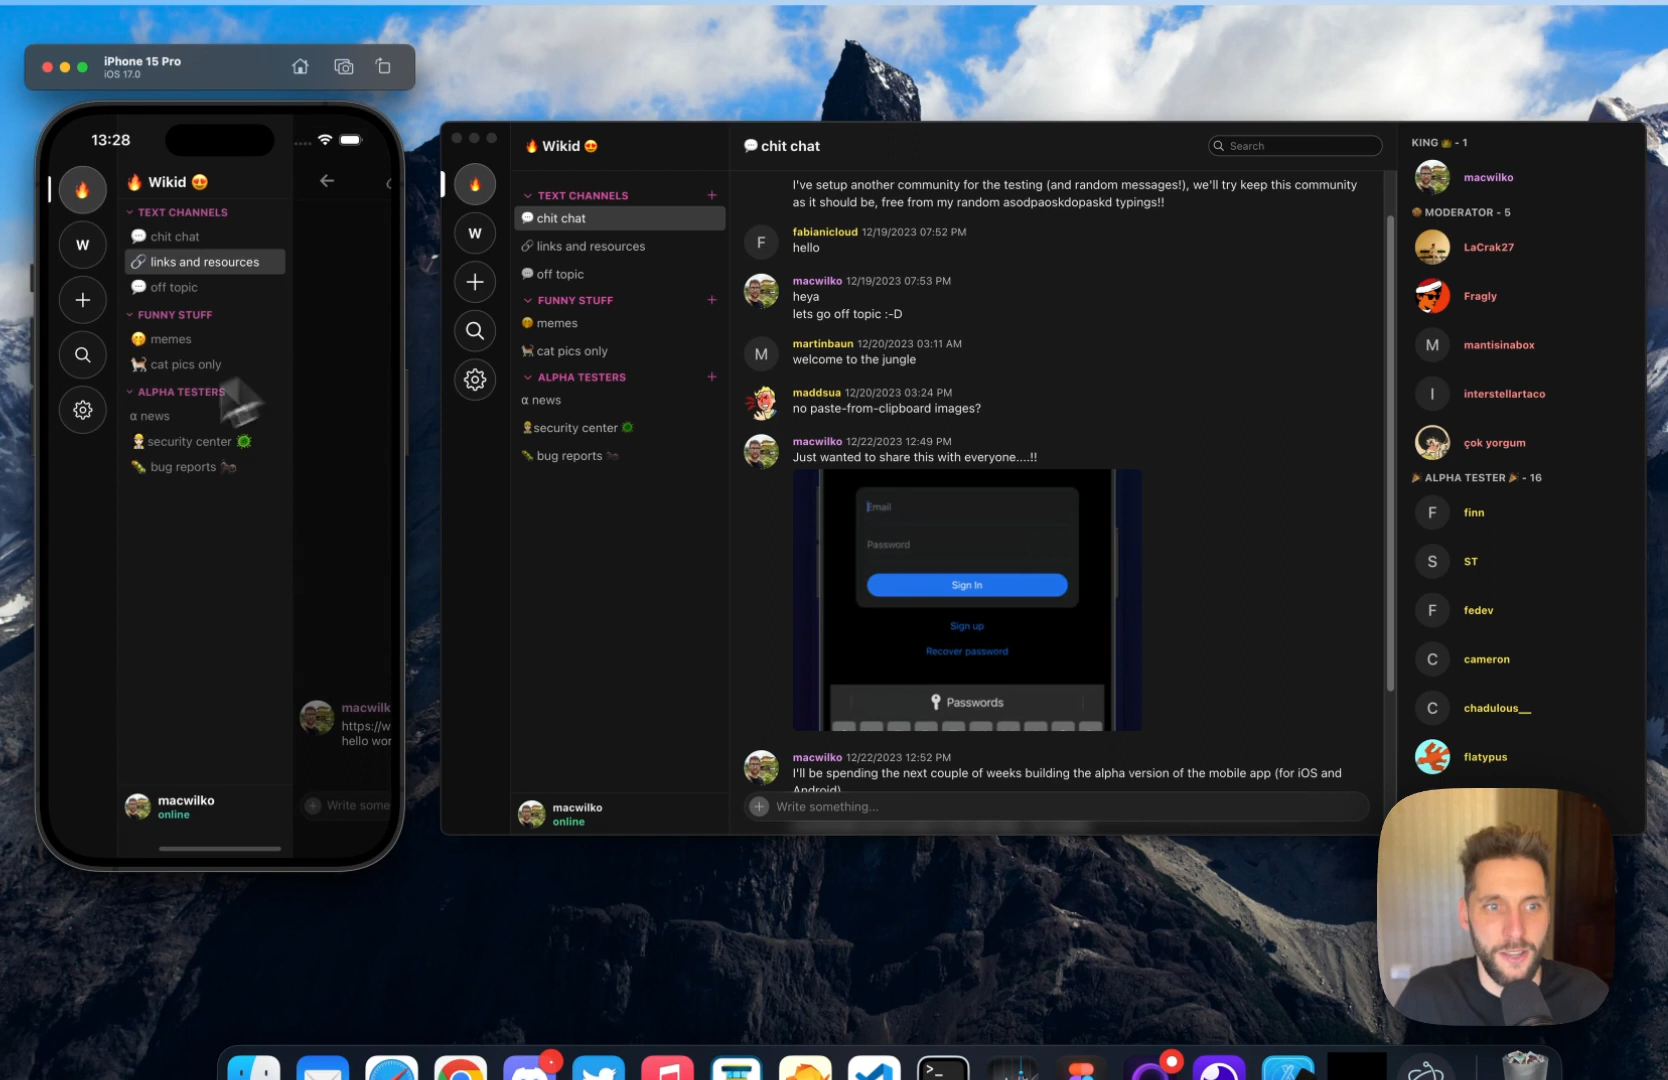 iPhone 15 Pro
iOS 17.0
13:28
🔥 Wikid 😍
TEXT CHANNELS
💬 chit chat
🔗 links and resources
💬 off topic
FUNNY STUFF
🤭 memes
🐈 cat pics only
ALPHA TESTERS
α news
security center
🐛 bug reports 🐜
W
macwilk
https://w
hello wor
macwilko
online
Write some
🔥 Wikid 😍
W
TEXT CHANNELS +
💬 chit chat
🔗 links and resources
💬 off topic
FUNNY STUFF +
🤭 memes
🐈 cat pics only
ALPHA TESTERS +
α news
security center
🐛 bug reports 🐜
macwilko
online
💬 chit chat
Search
I've setup another community for the testing (and random messages!), we'll try keep this community
as it should be, free from my random asodpaoskdopaskd typings!!
F
fabianicloud 12/19/2023 07:52 PM
hello
macwilko 12/19/2023 07:53 PM
heya
lets go off topic :-D
M
martinbaun 12/20/2023 03:11 AM
welcome to the jungle
maddsua 12/20/2023 03:24 PM
no paste-from-clipboard images?
macwilko 12/22/2023 12:49 PM
Just wanted to share this with everyone....!!
Email
Password
Sign In
Sign up
Recover password
Passwords
macwilko 12/22/2023 12:52 PM
I'll be spending the next couple of weeks building the alpha version of the mobile app (for iOS and
Android)
Write something...
KING 👑 - 1
macwilko
MODERATOR - 5
LaCrak27
Fragly
M mantisinabox
I interstellartaco
çok yorgum
🎉 ALPHA TESTER 🎉 - 16
F finn
S ST
F fedev
C cameron
C chadulous__
flatypus